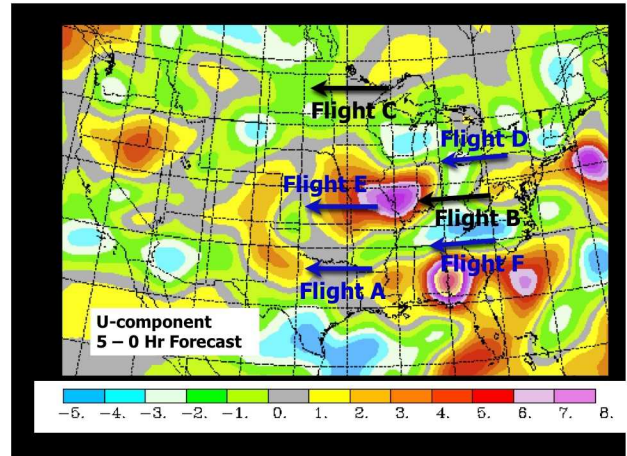 Flight C
Flight D
Flight E
Flight B
Flight F
Flight A
U-component
5 – 0 Hr Forecast
−5. −4. −3. −2. −1. 0. 1. 2. 3. 4. 5. 6. 7. 8.